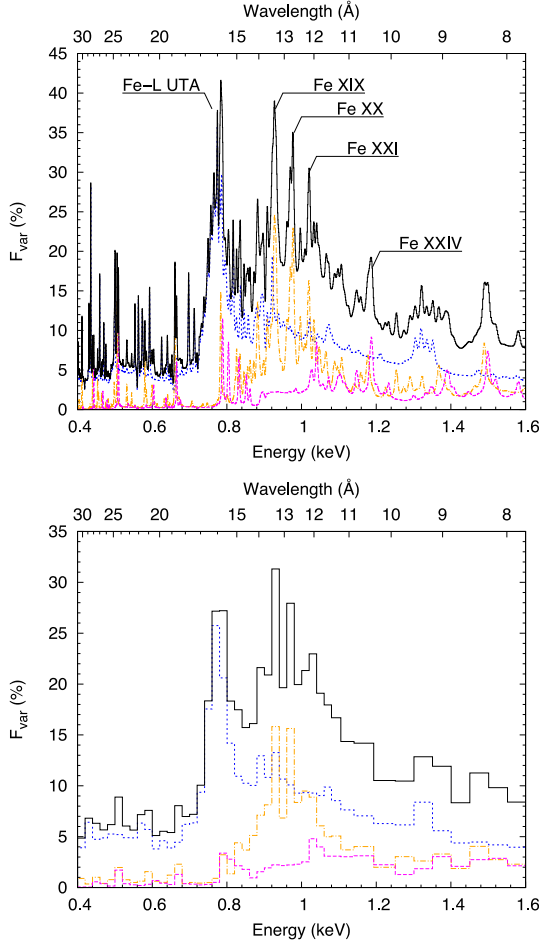 Wavelength (Å)
30 25 20 15 13 12 11 10 9 8
45
40
35
30
25
20
15
10
5
0
F_var (%)
Fe−L UTA
Fe XIX
Fe XX
Fe XXI
Fe XXIV
0.4 0.6 0.8 1 1.2 1.4 1.6
Energy (keV)
Wavelength (Å)
30 25 20 15 13 12 11 10 9 8
35
30
25
20
15
10
5
0
F_var (%)
0.4 0.6 0.8 1 1.2 1.4 1.6
Energy (keV)